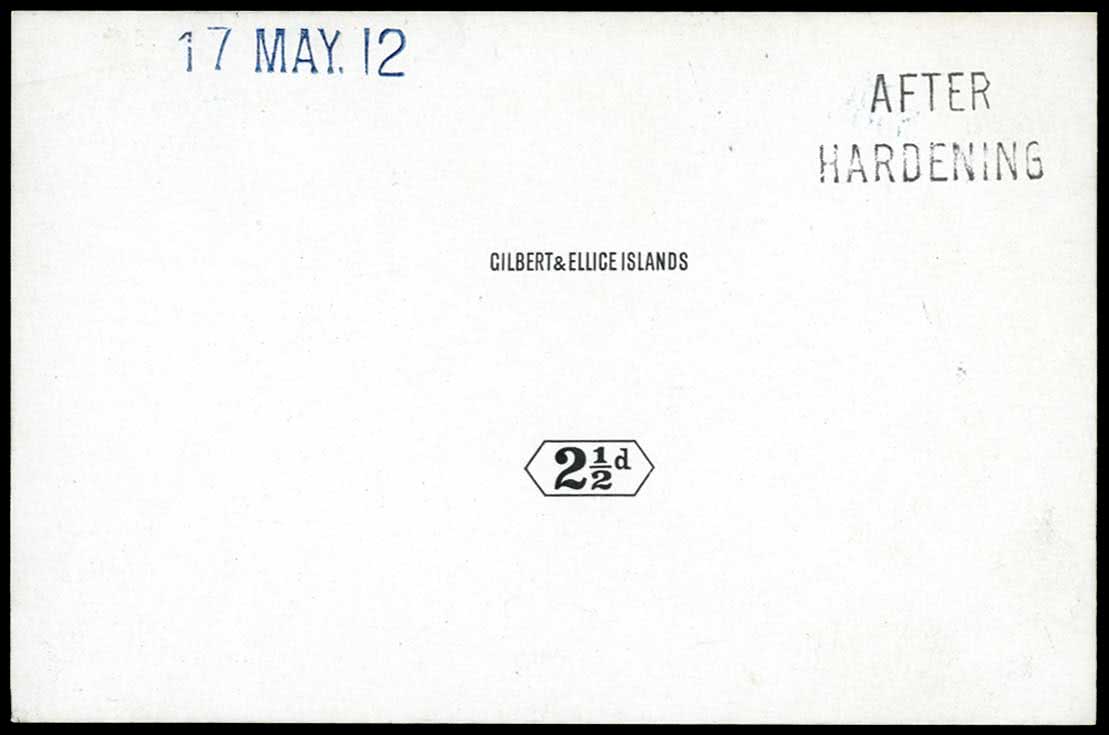 17 MAY. 12
AFTER
HARDENING
GILBERT & ELLICE ISLANDS
2½d